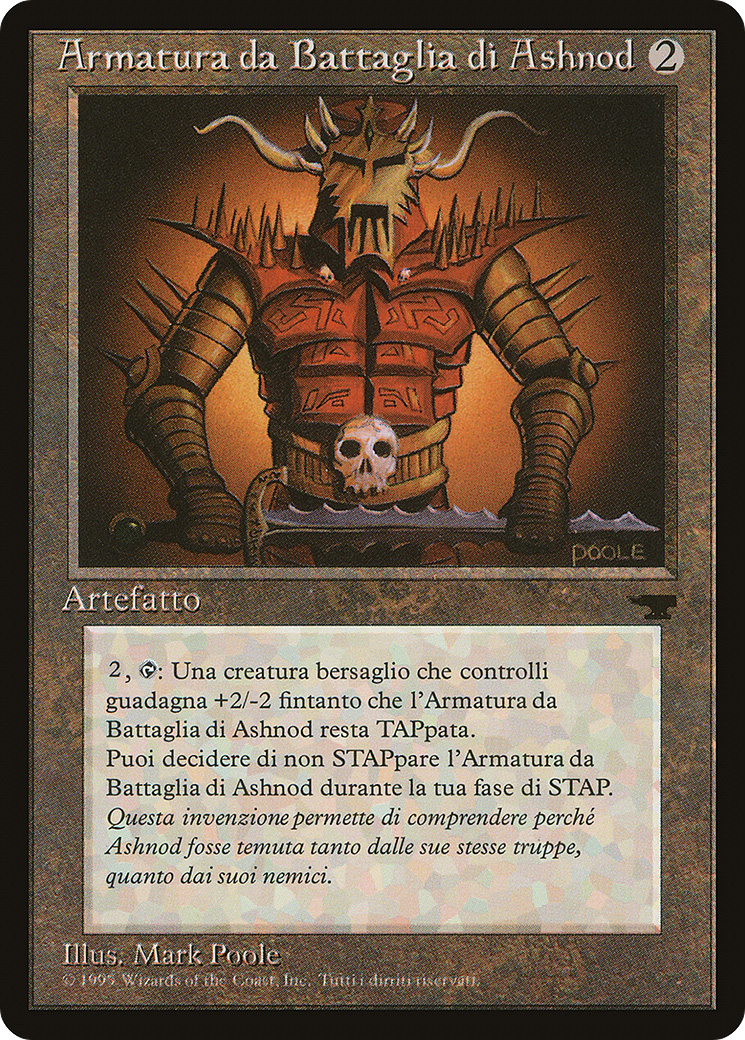 Armatura da Battaglia di Ashnod 2
POOLE
Artefatto
2, : Una creatura bersaglio che controlli
guadagna +2/-2 fintanto che l'Armatura da
Battaglia di Ashnod resta TAPpata.
Puoi decidere di non STAPpare l'Armatura da
Battaglia di Ashnod durante la tua fase di STAP.
Questa invenzione permette di comprendere perché
Ashnod fosse temuta tanto dalle sue stesse truppe,
quanto dai suoi nemici.
Illus. Mark Poole
© 1995 Wizards of the Coast, Inc. Tutti i diritti riservati.